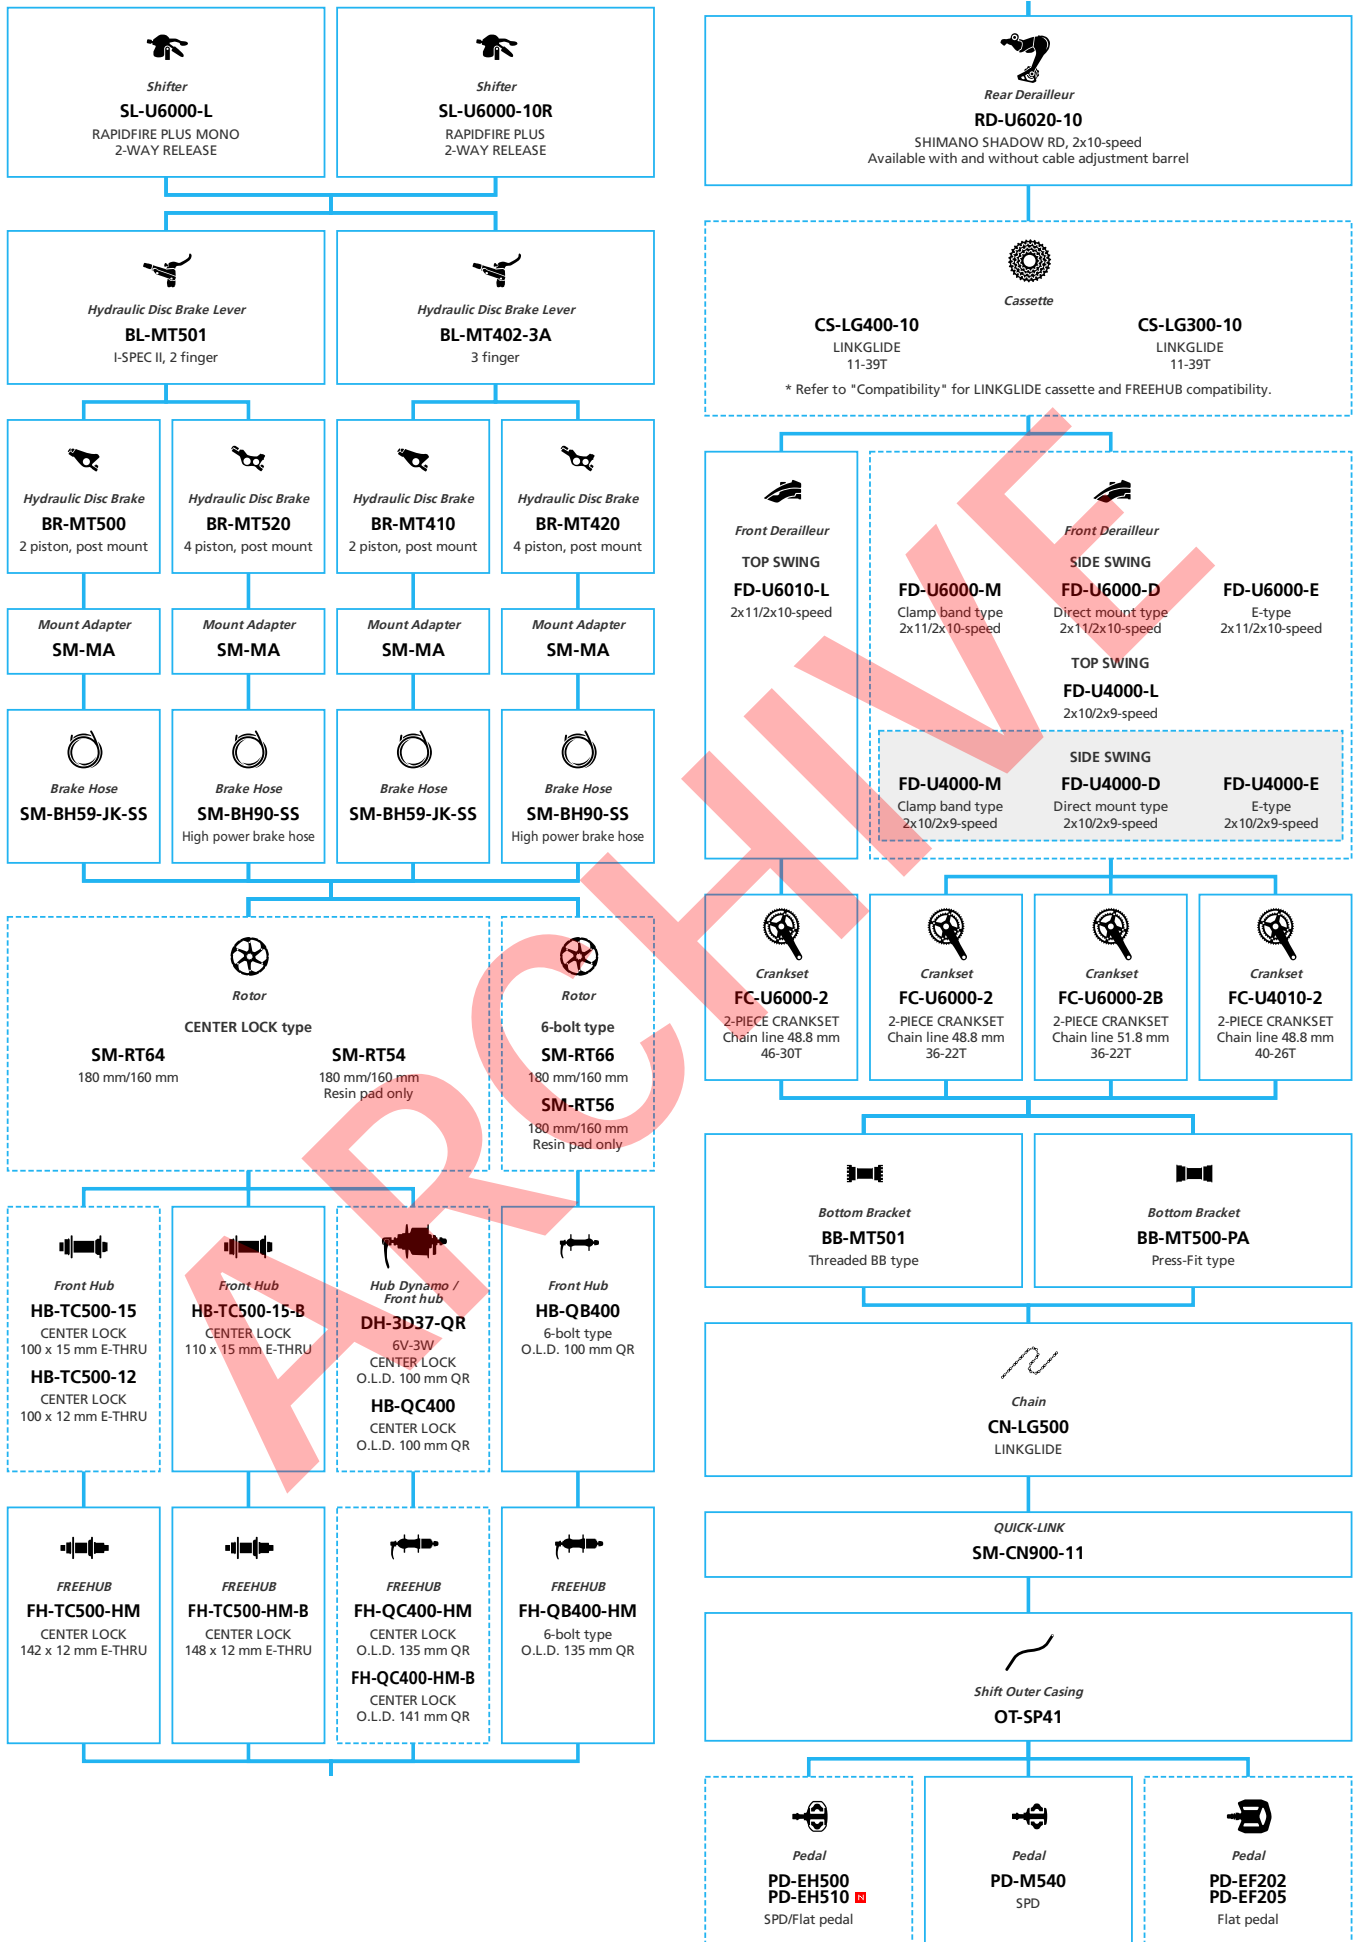 Shifter
SL-U6000-L
RAPIDFIRE PLUS MONO
2-WAY RELEASE
Shifter
SL-U6000-10R
RAPIDFIRE PLUS
2-WAY RELEASE
Hydraulic Disc Brake Lever
BL-MT501
I-SPEC II, 2 finger
Hydraulic Disc Brake Lever
BL-MT402-3A
3 finger
Hydraulic Disc Brake
BR-MT500
2 piston, post mount
Hydraulic Disc Brake
BR-MT520
4 piston, post mount
Hydraulic Disc Brake
BR-MT410
2 piston, post mount
Hydraulic Disc Brake
BR-MT420
4 piston, post mount
Mount Adapter
SM-MA
Mount Adapter
SM-MA
Mount Adapter
SM-MA
Mount Adapter
SM-MA
Brake Hose
SM-BH59-JK-SS
Brake Hose
SM-BH90-SS
High power brake hose
Brake Hose
SM-BH59-JK-SS
Brake Hose
SM-BH90-SS
High power brake hose
Rotor
CENTER LOCK type
SM-RT64
180 mm/160 mm
SM-RT54
180 mm/160 mm
Resin pad only
Rotor
6-bolt type
SM-RT66
180 mm/160 mm
SM-RT56
180 mm/160 mm
Resin pad only
Front Hub
HB-TC500-15
CENTER LOCK
100 x 15 mm E-THRU
HB-TC500-12
CENTER LOCK
100 x 12 mm E-THRU
Front Hub
HB-TC500-15-B
CENTER LOCK
110 x 15 mm E-THRU
Hub Dynamo /
Front hub
DH-3D37-QR
6V-3W
CENTER LOCK
O.L.D. 100 mm QR
HB-QC400
CENTER LOCK
O.L.D. 100 mm QR
Front Hub
HB-QB400
6-bolt type
O.L.D. 100 mm QR
FREEHUB
FH-TC500-HM
CENTER LOCK
142 x 12 mm E-THRU
FREEHUB
FH-TC500-HM-B
CENTER LOCK
148 x 12 mm E-THRU
FREEHUB
FH-QC400-HM
CENTER LOCK
O.L.D. 135 mm QR
FH-QC400-HM-B
CENTER LOCK
O.L.D. 141 mm QR
FREEHUB
FH-QB400-HM
6-bolt type
O.L.D. 135 mm QR
Rear Derailleur
RD-U6020-10
SHIMANO SHADOW RD, 2x10-speed
Available with and without cable adjustment barrel
Cassette
CS-LG400-10
LINKGLIDE
11-39T
CS-LG300-10
LINKGLIDE
11-39T
* Refer to "Compatibility" for LINKGLIDE cassette and FREEHUB compatibility.
Front Derailleur
TOP SWING
FD-U6010-L
2x11/2x10-speed
Front Derailleur
SIDE SWING
FD-U6000-M
Clamp band type
2x11/2x10-speed
FD-U6000-D
Direct mount type
2x11/2x10-speed
FD-U6000-E
E-type
2x11/2x10-speed
TOP SWING
FD-U4000-L
2x10/2x9-speed
SIDE SWING
FD-U4000-M
Clamp band type
2x10/2x9-speed
FD-U4000-D
Direct mount type
2x10/2x9-speed
FD-U4000-E
E-type
2x10/2x9-speed
Crankset
FC-U6000-2
2-PIECE CRANKSET
Chain line 48.8 mm
46-30T
Crankset
FC-U6000-2
2-PIECE CRANKSET
Chain line 48.8 mm
36-22T
Crankset
FC-U6000-2B
2-PIECE CRANKSET
Chain line 51.8 mm
36-22T
Crankset
FC-U4010-2
2-PIECE CRANKSET
Chain line 48.8 mm
40-26T
Bottom Bracket
BB-MT501
Threaded BB type
Bottom Bracket
BB-MT500-PA
Press-Fit type
Chain
CN-LG500
LINKGLIDE
QUICK-LINK
SM-CN900-11
Shift Outer Casing
OT-SP41
Pedal
PD-EH500
PD-EH510 N
SPD/Flat pedal
Pedal
PD-M540
SPD
Pedal
PD-EF202
PD-EF205
Flat pedal
ARCHIVE